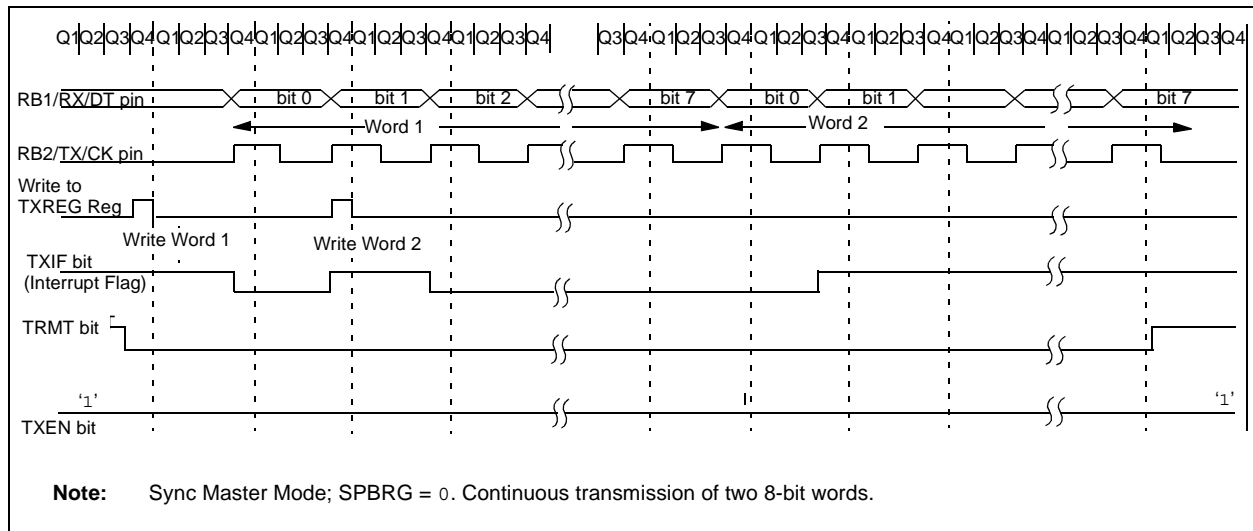 Q1Q2Q3Q4Q1Q2Q3Q4Q1Q2Q3Q4Q1Q2Q3Q4Q1Q2Q3Q4 Q3Q4Q1Q2Q3Q4Q1Q2Q3Q4Q1Q2Q3Q4Q1Q2Q3Q4Q1Q2Q3Q4Q1Q2Q3Q4
RB1/RX/DT pin bit 0 bit 1 bit 2 bit 7 bit 0 bit 1 bit 7
Word 1 Word 2
RB2/TX/CK pin
Write to
TXREG Reg
Write Word 1 Write Word 2
TXIF bit
(Interrupt Flag)
TRMT bit
‘1’ ‘1’
TXEN bit
Note: Sync Master Mode; SPBRG = 0. Continuous transmission of two 8-bit words.